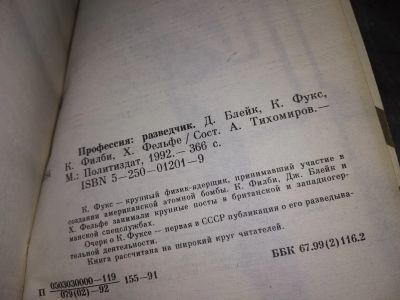 Профессия: разведчик. Д. Блейк, К. Фукс,
К. Филби, Х. Фельфе / Сост. А. Тихомиров.—
М.: Политиздат, 1992.— 366 с.
ISBN 5—250—01201—9
К. Фукс — крупный физик-ядерщик, принимавший участие в
создании американской атомной бомбы. К. Филби, Дж. Блейк и
Х. Фельфе занимали крупные посты в британской и западногер-
манской спецслужбах.
Очерк о К. Фуксе — первая в СССР публикация о его разведыва-
тельной деятельности.
Книга рассчитана на широкий круг читателей.
П 0503030000—119
079(02)—92 155—91
ББК 67.99(2)116.2